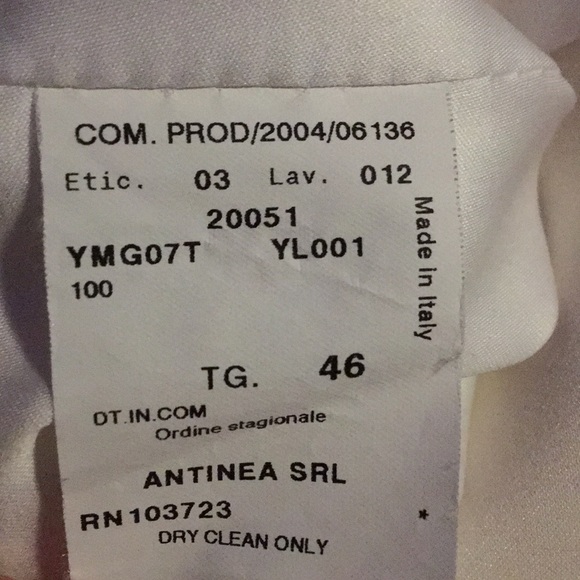 COM. PROD/2004/06136
Etic. 03 Lav. 012
20051
YMG07T YL001
100
Made in Italy
TG. 46
DT.IN.COM
Ordine stagionale
ANTINEA SRL
RN103723 *
DRY CLEAN ONLY